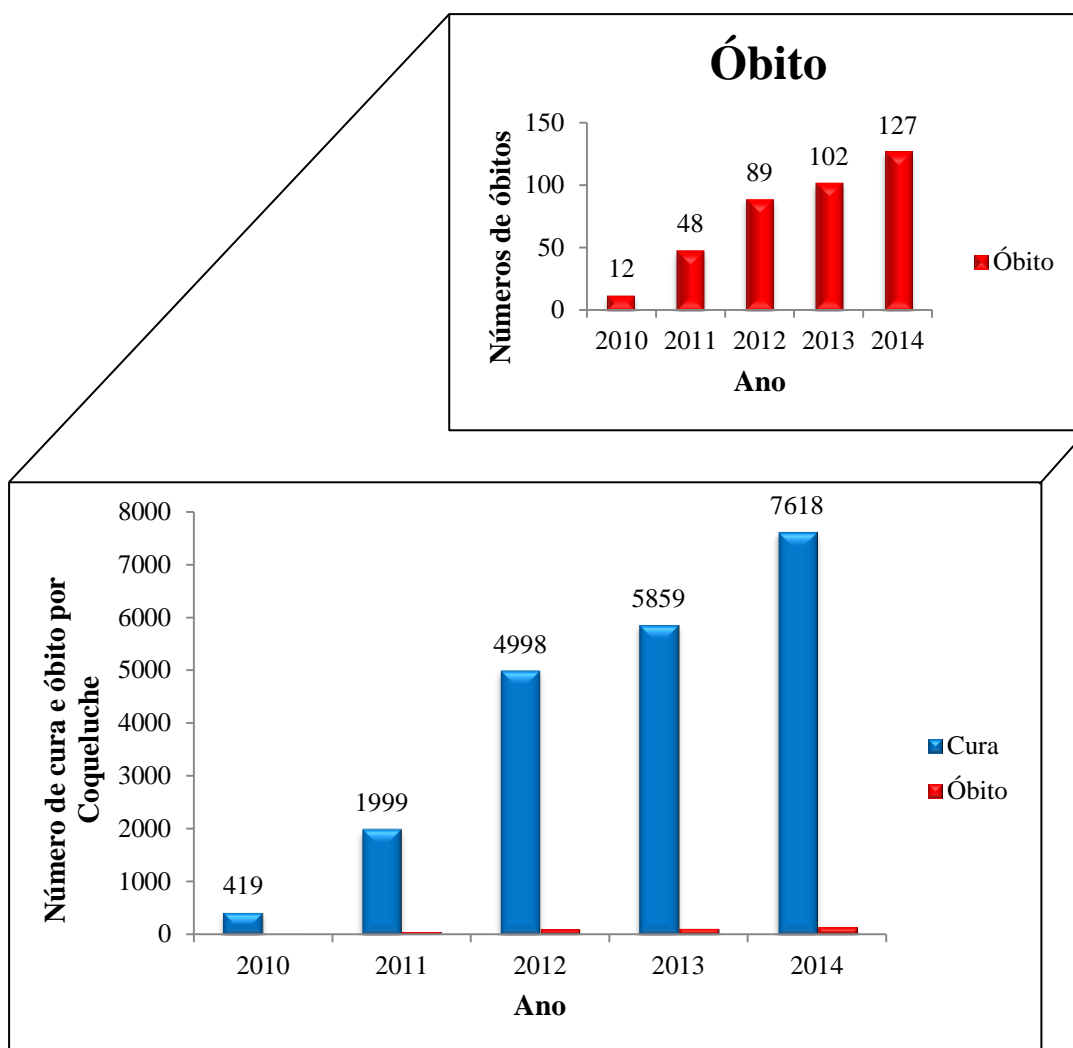 Óbito
Números de óbitos
150
100
50
0
12
48
89
102
127
2010 2011 2012 2013 2014
Ano
Óbito
Número de cura e óbito por
Coqueluche
8000
7000
6000
5000
4000
3000
2000
1000
0
419
1999
4998
5859
7618
2010 2011 2012 2013 2014
Ano
Cura
Óbito